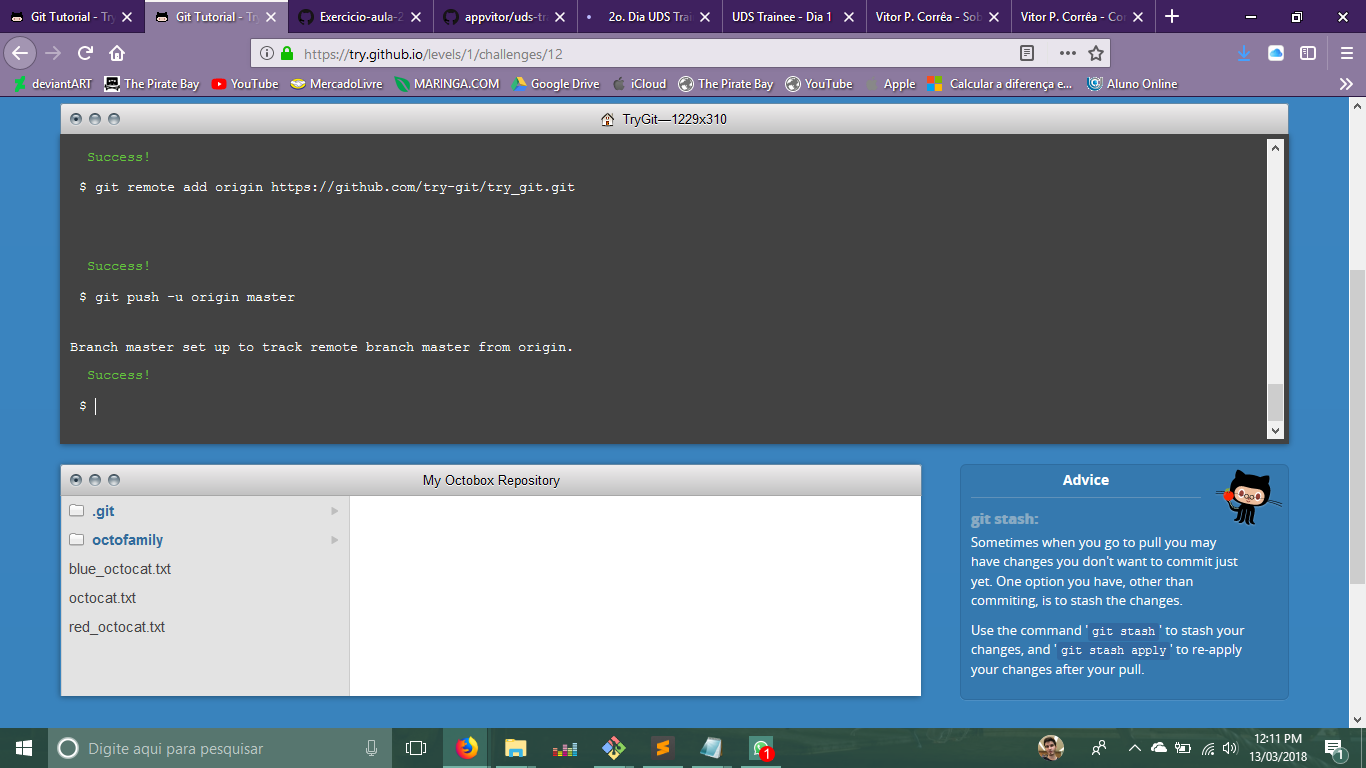 Git Tutorial - Try
Git Tutorial - Try
Exercicio-aula-2
appvitor/uds-tra
2o. Dia UDS Trai
UDS Trainee - Dia 1
Vitor P. Corrêa - Sob
Vitor P. Corrêa - Con
https://try.github.io/levels/1/challenges/12
deviantART
The Pirate Bay
YouTube
MercadoLivre
MARINGA.COM
Google Drive
iCloud
The Pirate Bay
YouTube
Apple
Calcular a diferença e...
Aluno Online
TryGit—1229x310
Success!
$ git remote add origin https://github.com/try-git/try_git.git
Success!
$ git push -u origin master
Branch master set up to track remote branch master from origin.
Success!
$
My Octobox Repository
.git
octofamily
blue_octocat.txt
octocat.txt
red_octocat.txt
Advice
git stash:
Sometimes when you go to pull you may
have changes you don't want to commit just
yet. One option you have, other than
commiting, is to stash the changes.
Use the command 'git stash' to stash your
changes, and 'git stash apply' to re-apply
your changes after your pull.
Digite aqui para pesquisar
1
12:11 PM
13/03/2018
1